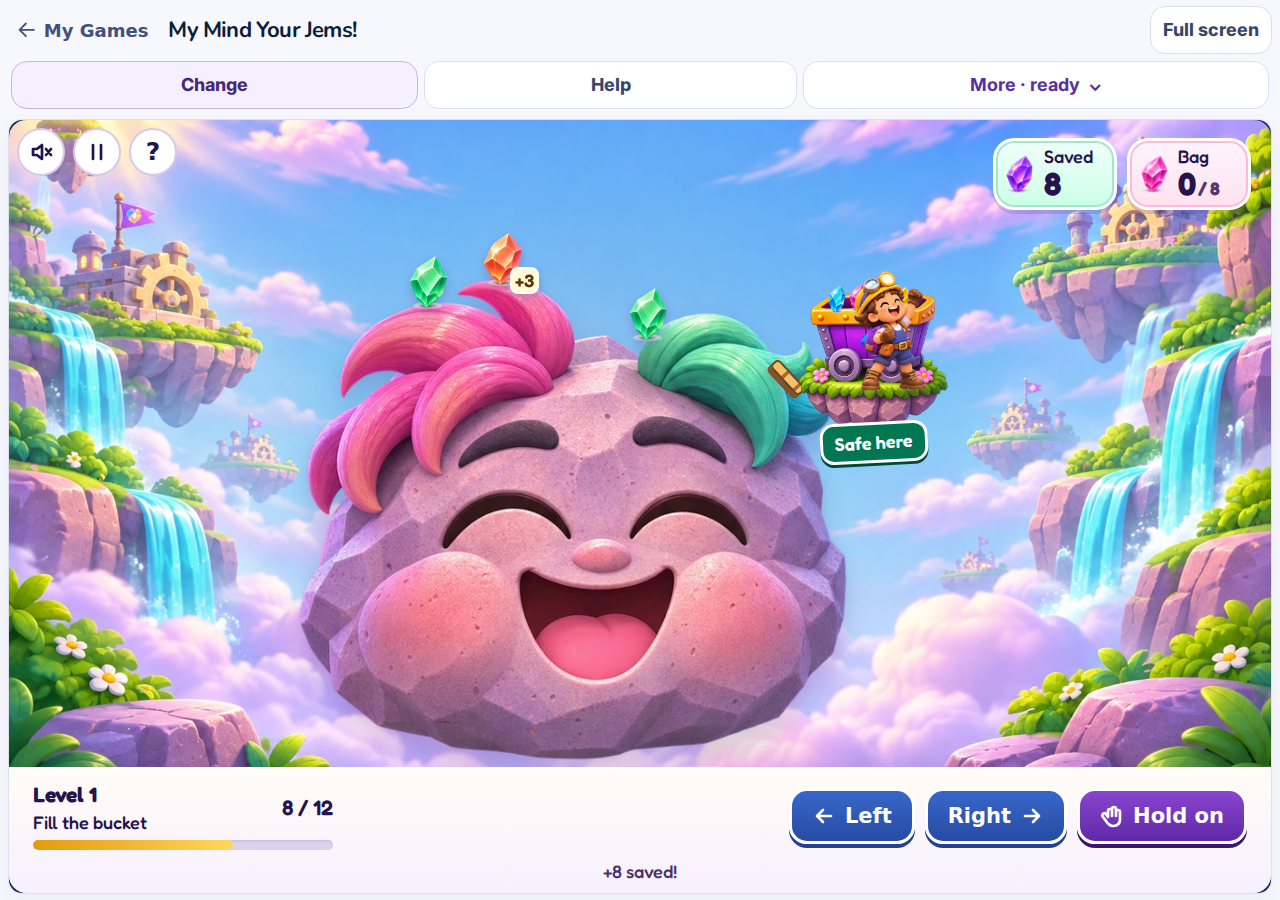 My Games
My Mind Your Jems!
Full screen
Change
Help
More · ready
?
Saved
8
Bag
0/8
+3
Safe here
Level 1
8 / 12
Fill the bucket
Left
Right
Hold on
+8 saved!